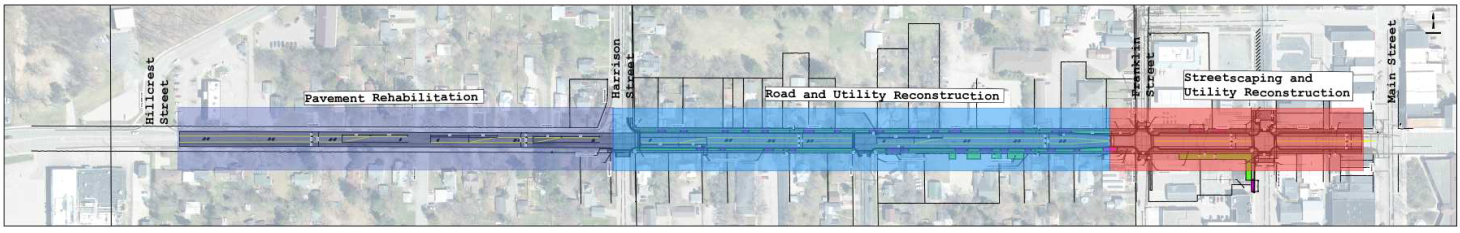 Hillcrest
Street
Pavement Rehabilitation
Harrison
Street
Road and Utility Reconstruction
Franklin
Street
Streetscaping and
Utility Reconstruction
Main Street